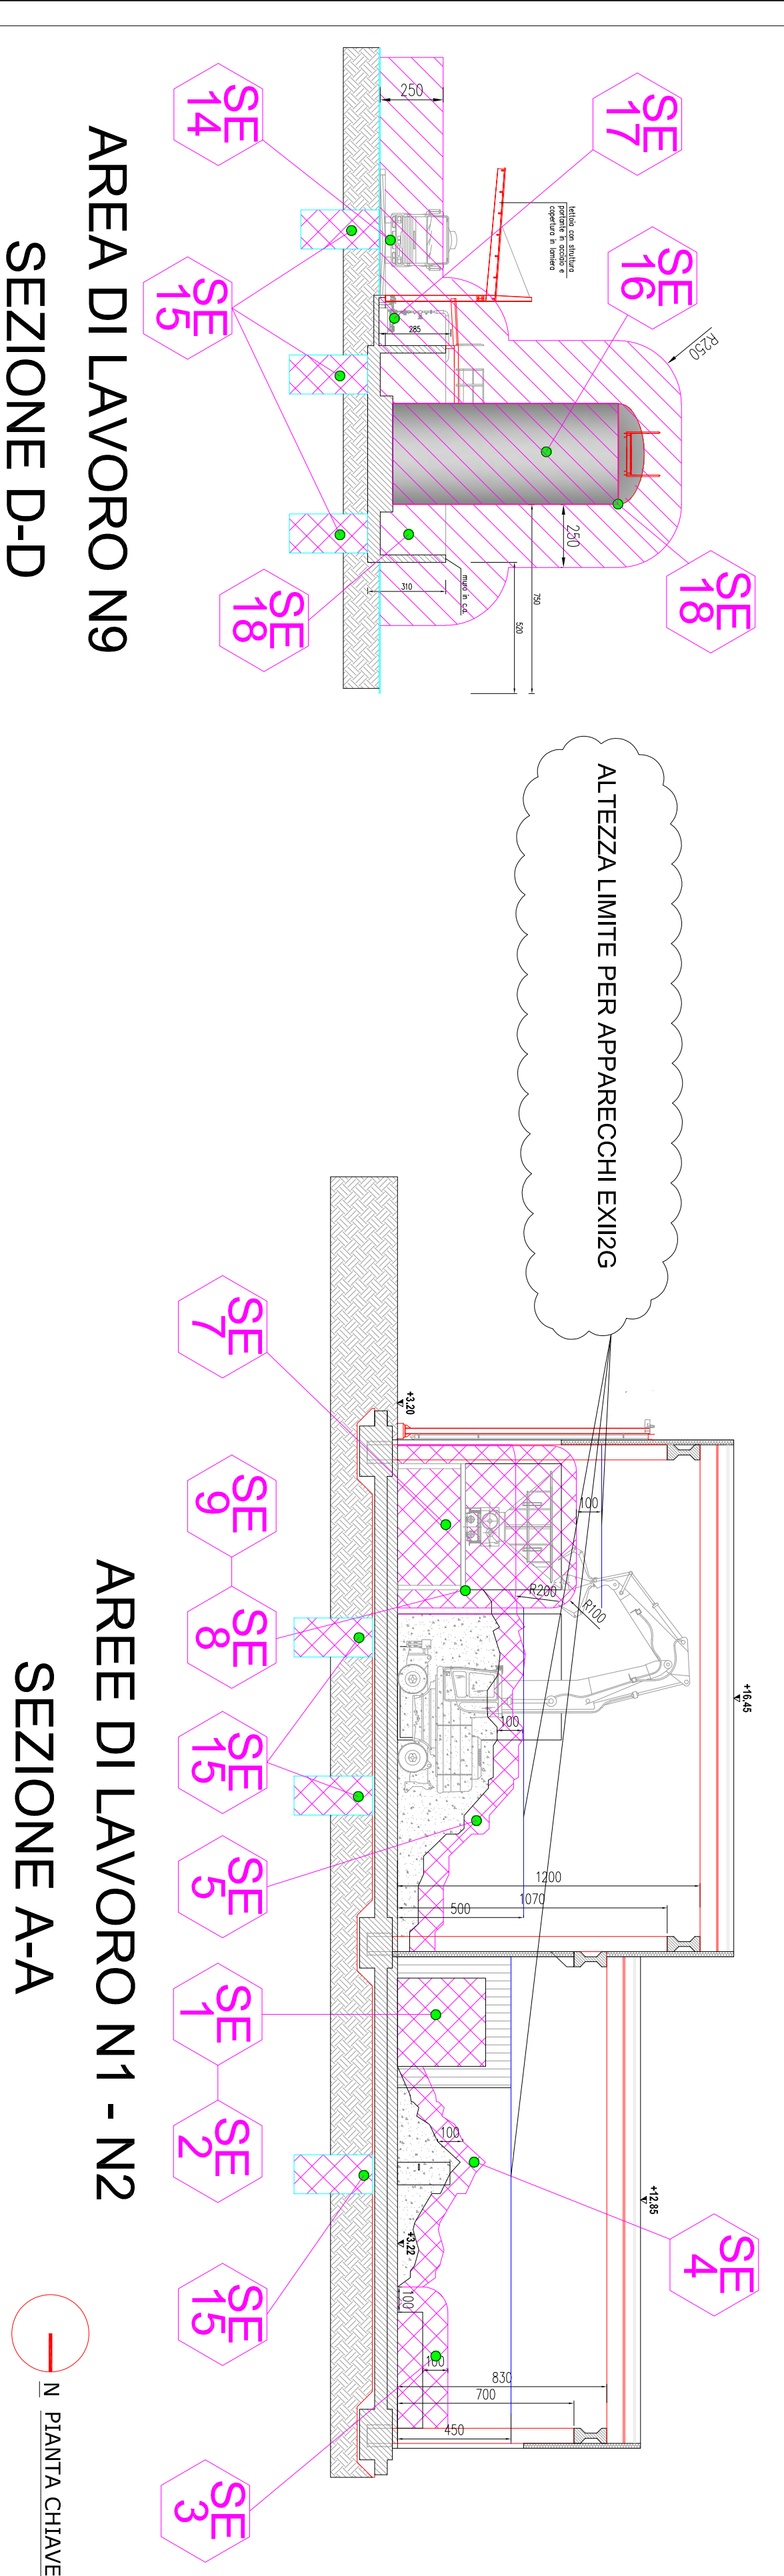 SE
14
SE
17
250
tettoia con struttura
portante in acciaio e
copertura in lamiera
SE
16
SE
15
R250
285
250
310
muro in c.a.
750
520
SE
18
SE
18
AREA DI LAVORO N9
SEZIONE D-D
ALTEZZA LIMITE PER APPARECCHI EXII2G
SE
7
SE
9
SE
8
SE
15
SE
5
SE
1
SE
2
SE
15
SE
3
SE
4
+3.20
100
R200
R100
+16.45
100
1200
1070
500
100
+3.22
+12.85
100
100
830
700
450
AREE DI LAVORO N1 - N2
SEZIONE A-A
N
PIANTA CHIAVE